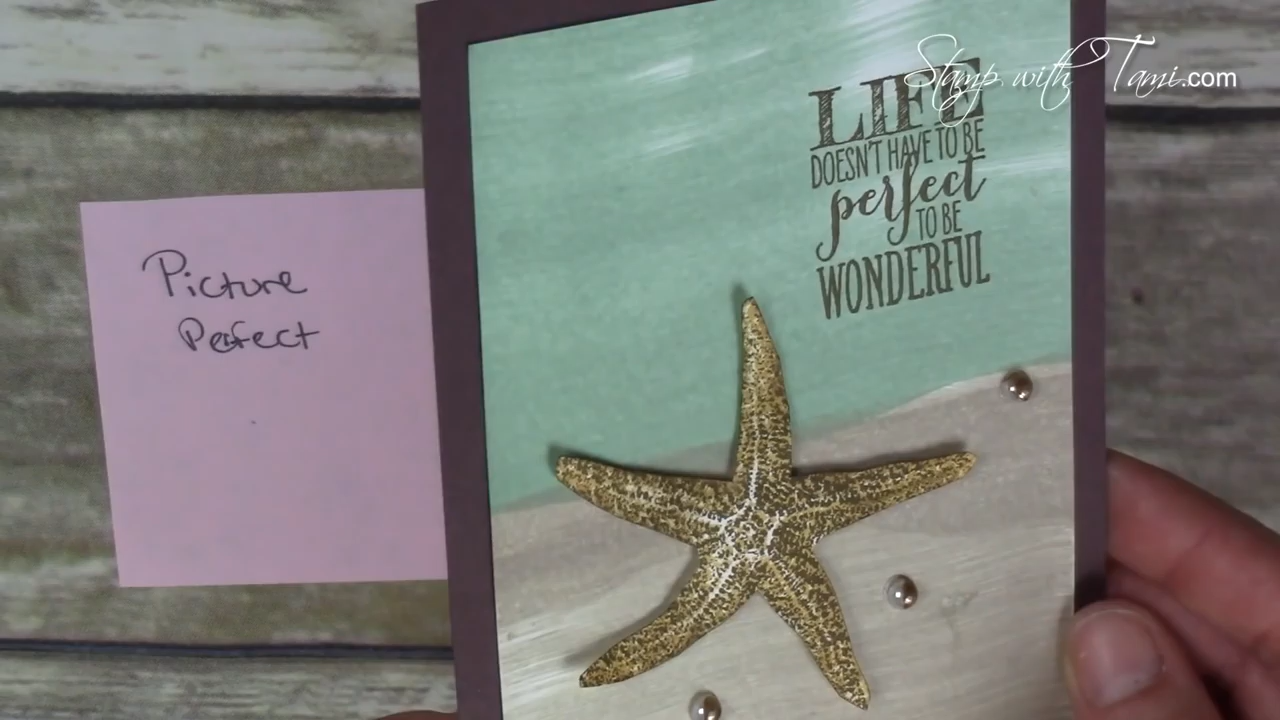 Stamp with Tami.com
LIFE
DOESN'T HAVE TO BE
perfect
TO BE
WONDERFUL
Picture
Perfect